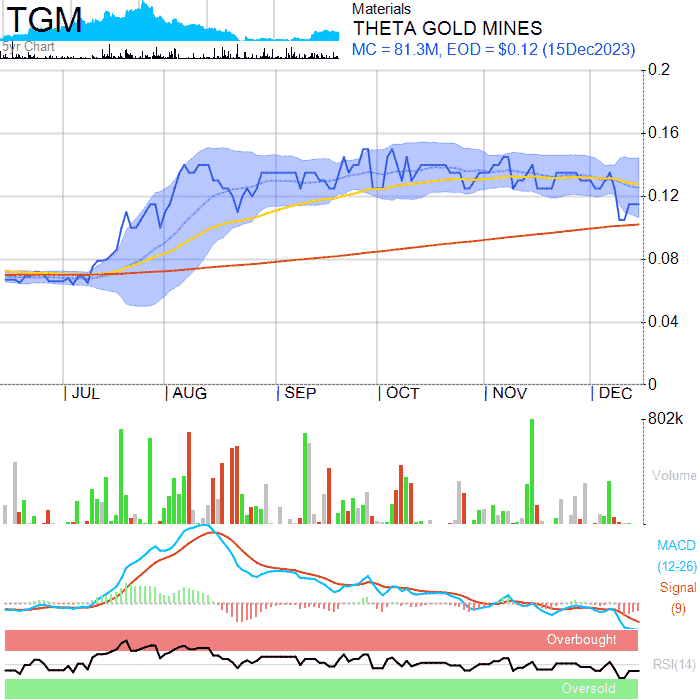 TGM
5yr Chart
Materials
THETA GOLD MINES
MC = 81.3M, EOD = $0.12 (15Dec2023)
0.2
0.16
0.12
0.08
0.04
0
JUL AUG SEP OCT NOV DEC
802k
Volume
MACD
(12-26)
Signal
(9)
Overbought
RSI(14)
Oversold